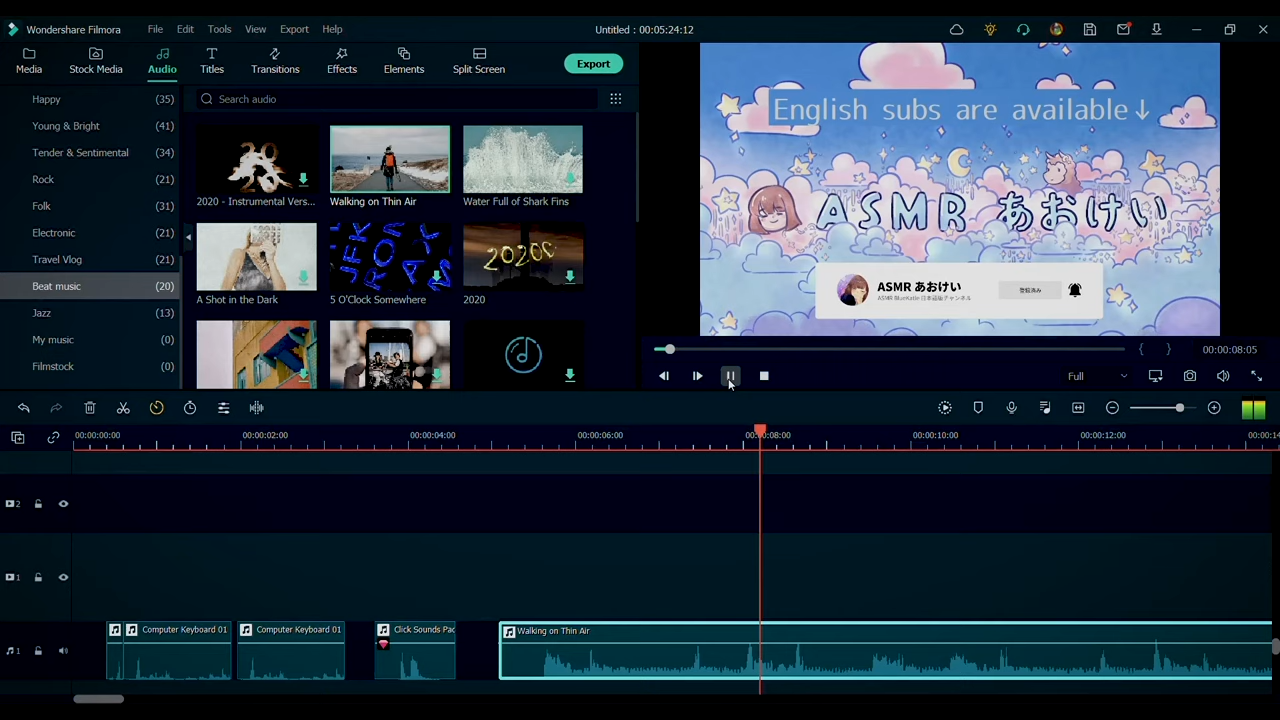 Wondershare Filmora
File Edit Tools View Export Help
Untitled : 00:05:24:12
Media Stock Media Audio Titles Transitions Effects Elements Split Screen
Export
Search audio
Happy (35)
Young & Bright (41)
Tender & Sentimental (34)
Rock (21)
Folk (31)
Electronic (21)
Travel Vlog (21)
Beat music (20)
Jazz (13)
My music (0)
Filmstock (0)
2020
2020 - Instrumental Vers...
Walking on Thin Air
Water Full of Shark Fins
A Shot in the Dark
5 O'Clock Somewhere
2020
English subs are available↓
ASMR あおけい
ASMR あおけい
ASMR BlueKatie 日本語版チャンネル
登録済み
00:00:08:05
Full
00:00:00:00 00:00:02:00 00:00:04:00 00:00:06:00 00:00:08:00 00:00:10:00 00:00:12:00 00:00:14
2
1
1
Computer Keyboard 01
Computer Keyboard 01
Click Sounds Pac
Walking on Thin Air